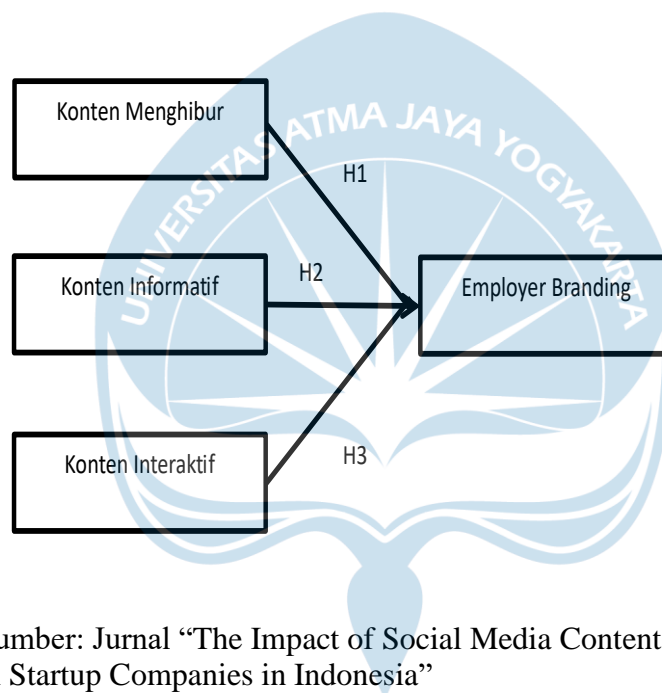 Konten Menghibur
H1
UNIVERSITAS ATMA JAYA YOGYAKARTA
Konten Informatif
H2
Employer Branding
Konten Interaktif
H3
umber: Jurnal “The Impact of Social Media Content
Startup Companies in Indonesia”